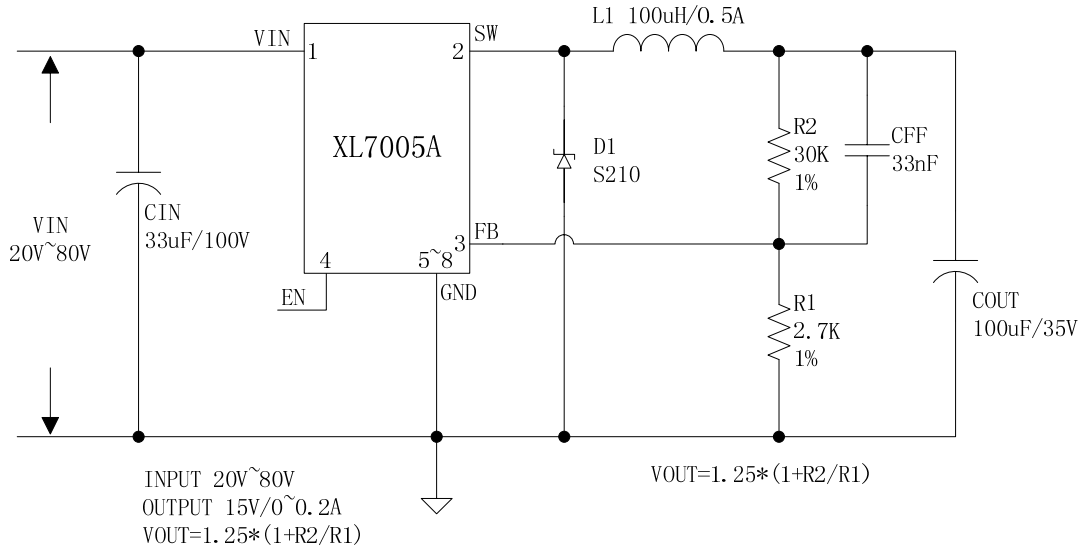 L1 100uH/0.5A
VIN
1
2
SW
XL7005A
D1
S210
R2
30K
1%
CFF
33nF
VIN
20V~80V
CIN
33uF/100V
3
FB
4
5~8
EN
GND
R1
2.7K
1%
COUT
100uF/35V
INPUT 20V~80V
OUTPUT 15V/0~0.2A
VOUT=1.25*(1+R2/R1)
VOUT=1.25*(1+R2/R1)